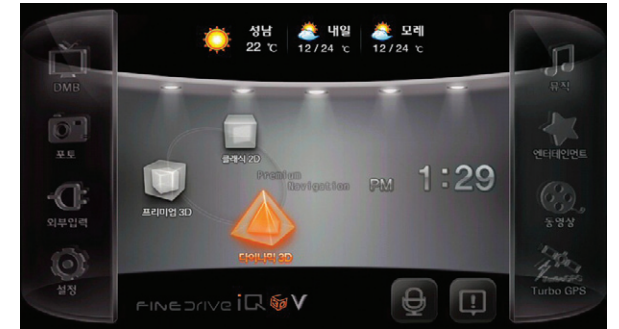 성남
22 ℃
내일
12 / 24 ℃
모레
12 / 24 ℃
DMB
포토
외부입력
설정
클래식 2D
Premium
Navigation
프리미엄 3D
다이나믹 3D
PM 1:29
뮤직
엔터테인먼트
동영상
Turbo GPS
FINEDRIVE iQ 3D V